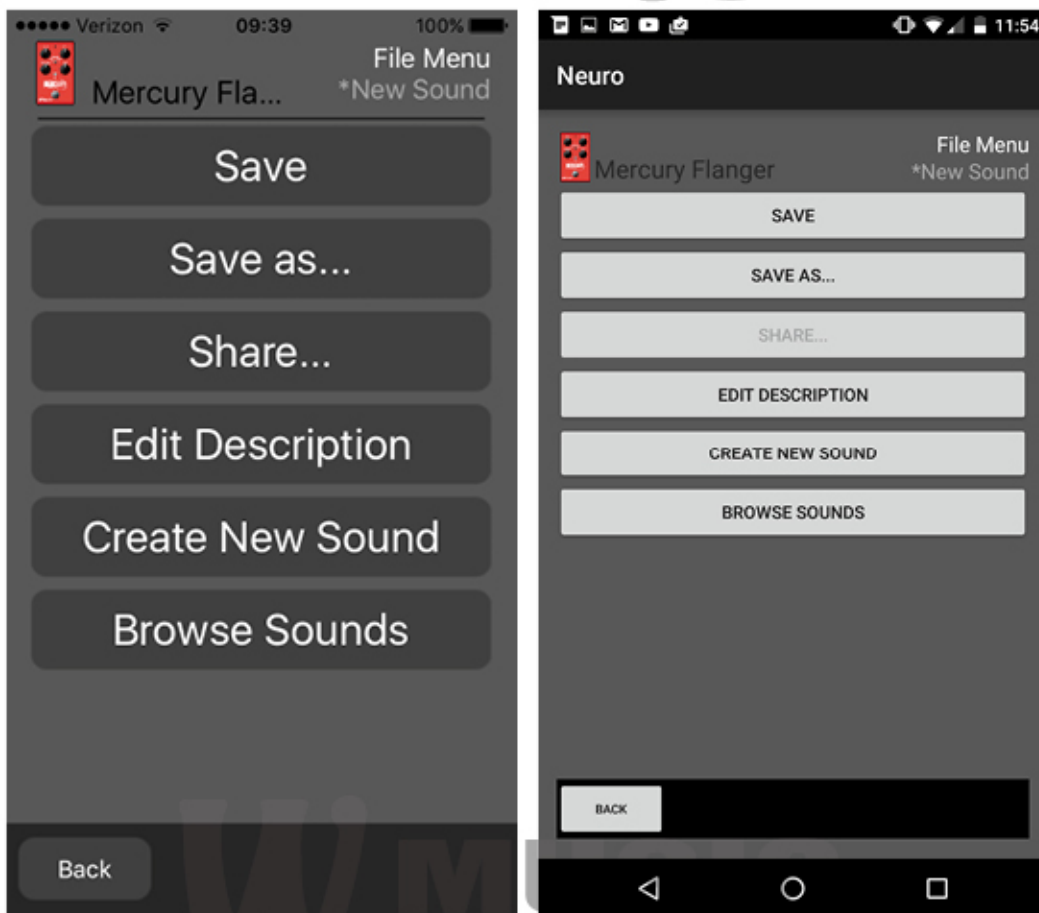 Verizon 09:39 100%
File Menu
Mercury Fla... *New Sound
Save
Save as...
Share...
Edit Description
Create New Sound
Browse Sounds
Back
11:54
Neuro
File Menu
Mercury Flanger *New Sound
SAVE
SAVE AS...
SHARE...
EDIT DESCRIPTION
CREATE NEW SOUND
BROWSE SOUNDS
BACK